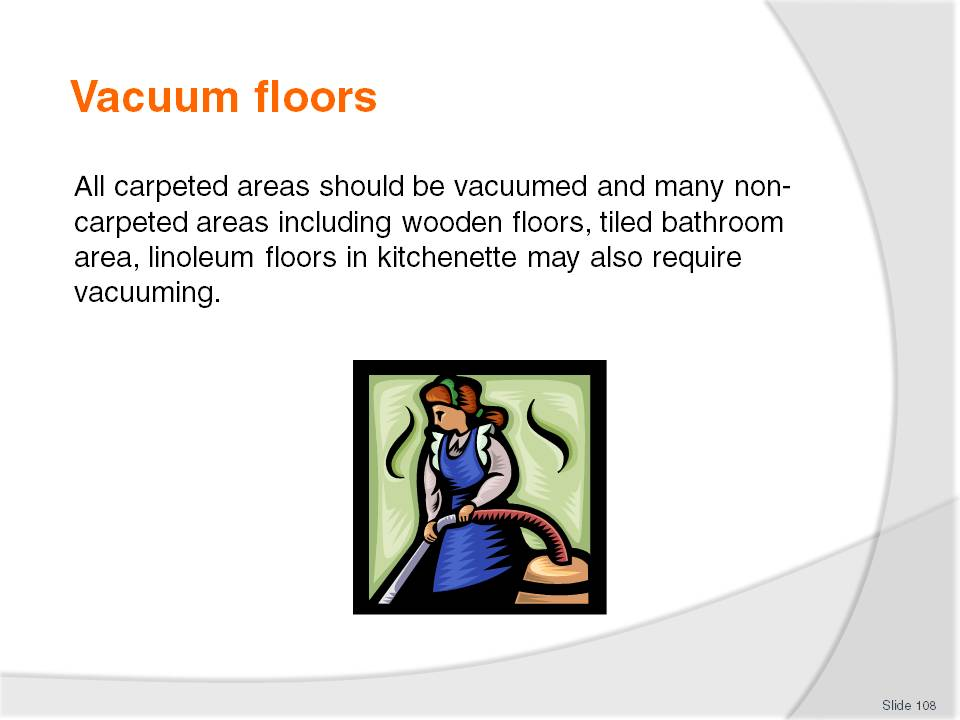 Vacuum floors
All carpeted areas should be vacuumed and many non-
carpeted areas including wooden floors, tiled bathroom
area, linoleum floors in kitchenette may also require
vacuuming.
Slide 108